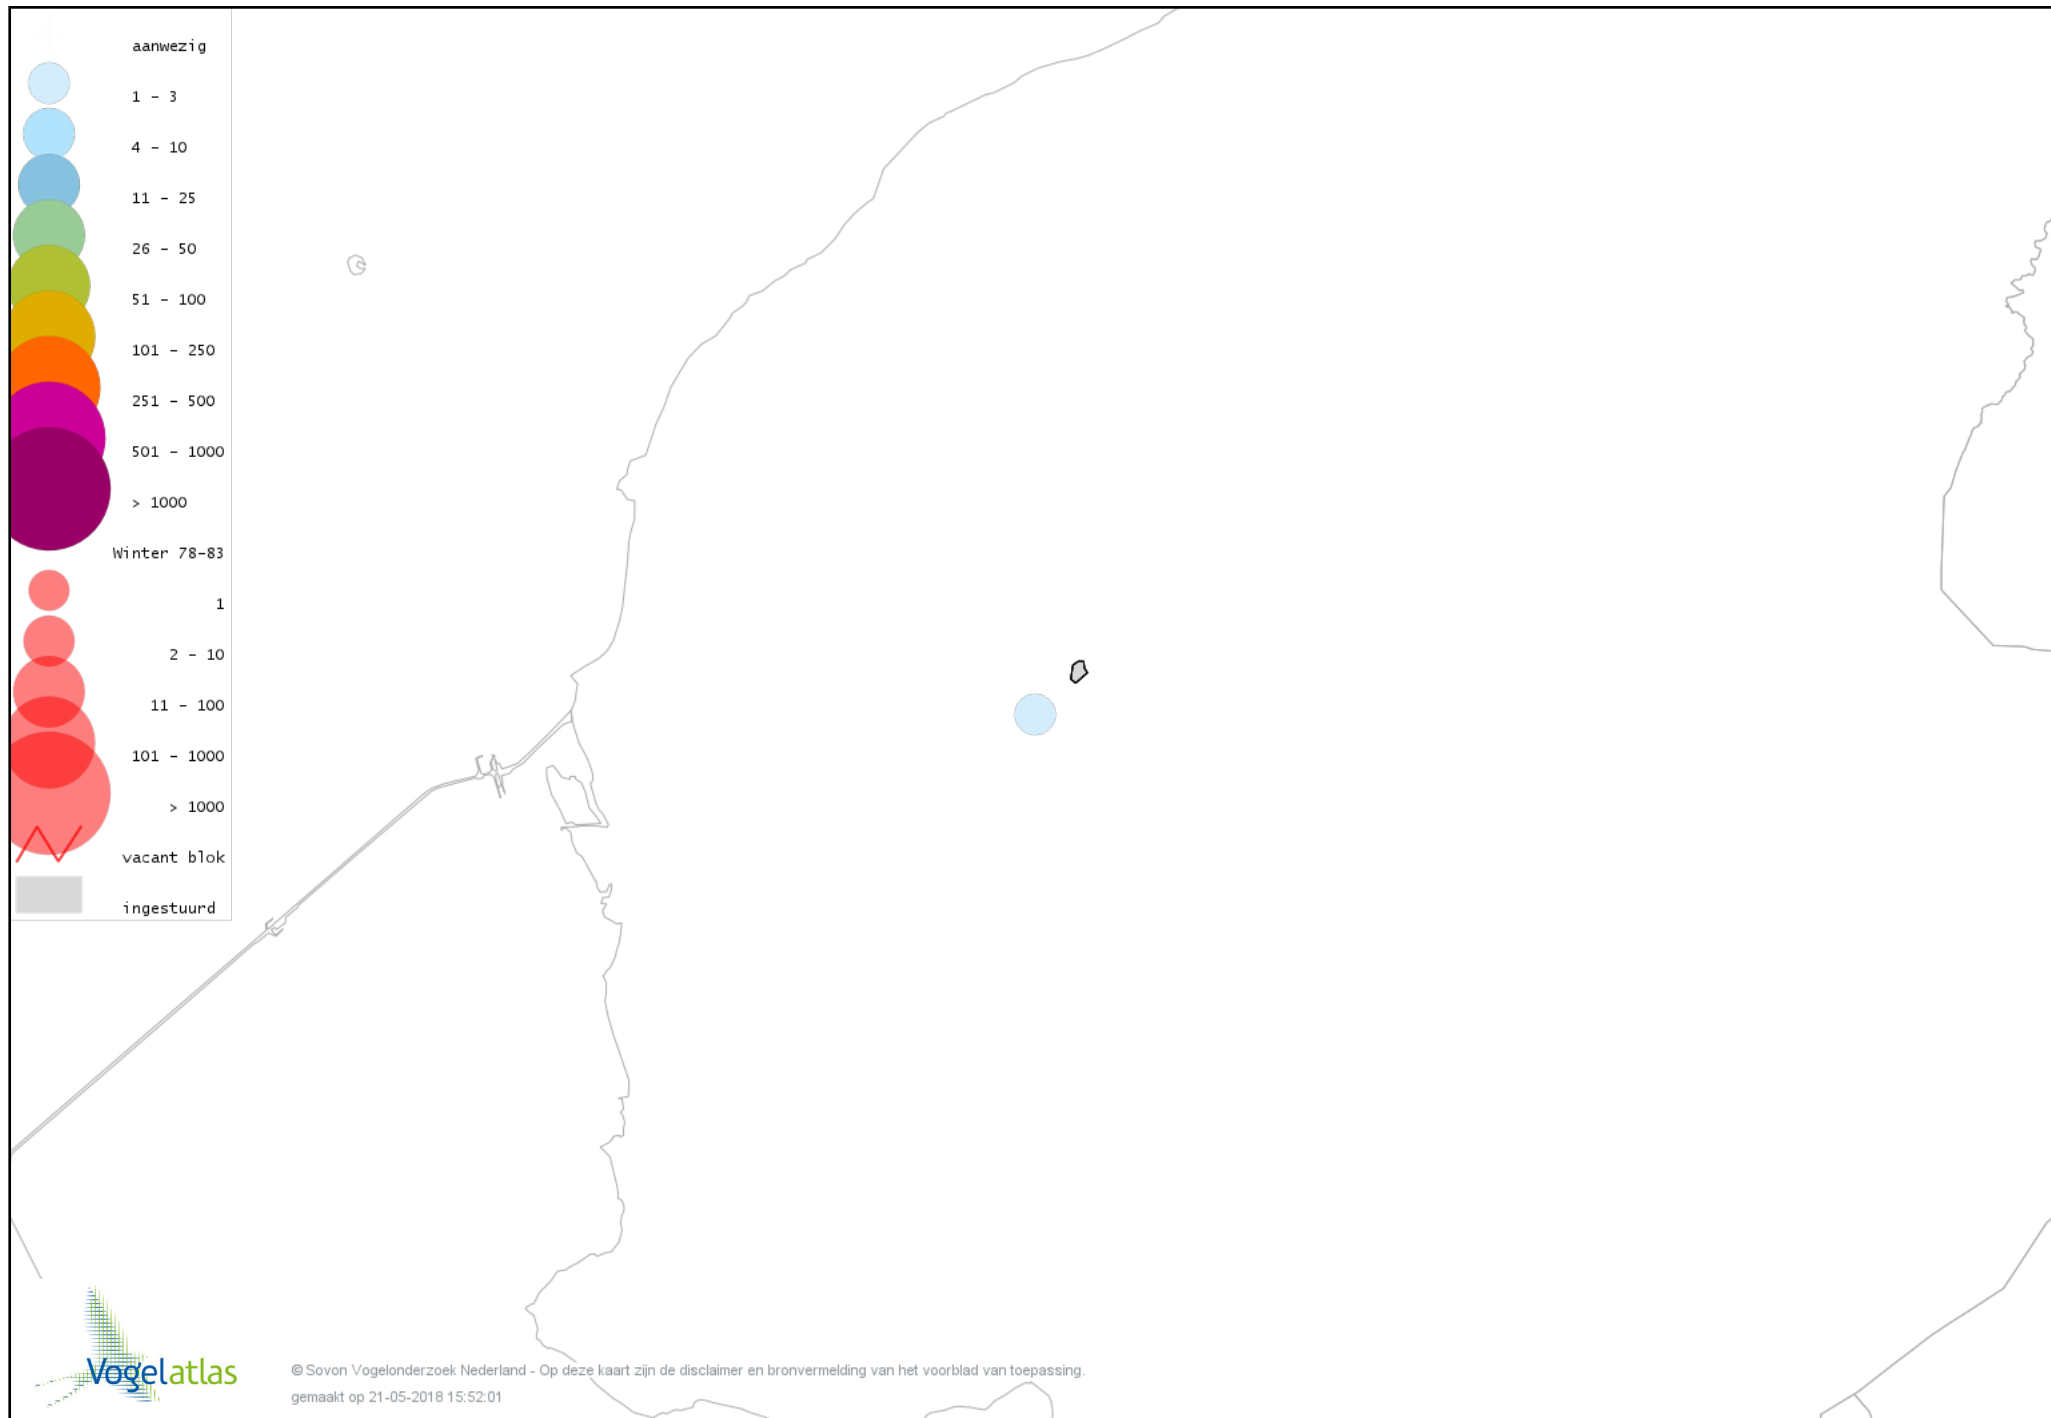 aanwezig
1 - 3
4 - 10
11 - 25
26 - 50
51 - 100
101 - 250
251 - 500
501 - 1000
> 1000
Winter 78-83
1
2 - 10
11 - 100
101 - 1000
> 1000
vacant blok
ingestuurd
Vogelatlas
© Sovon Vogelonderzoek Nederland - Op deze kaart zijn de disclaimer en bronvermelding van het voorblad van toepassing.
gemaakt op 21-05-2018 15:52:01